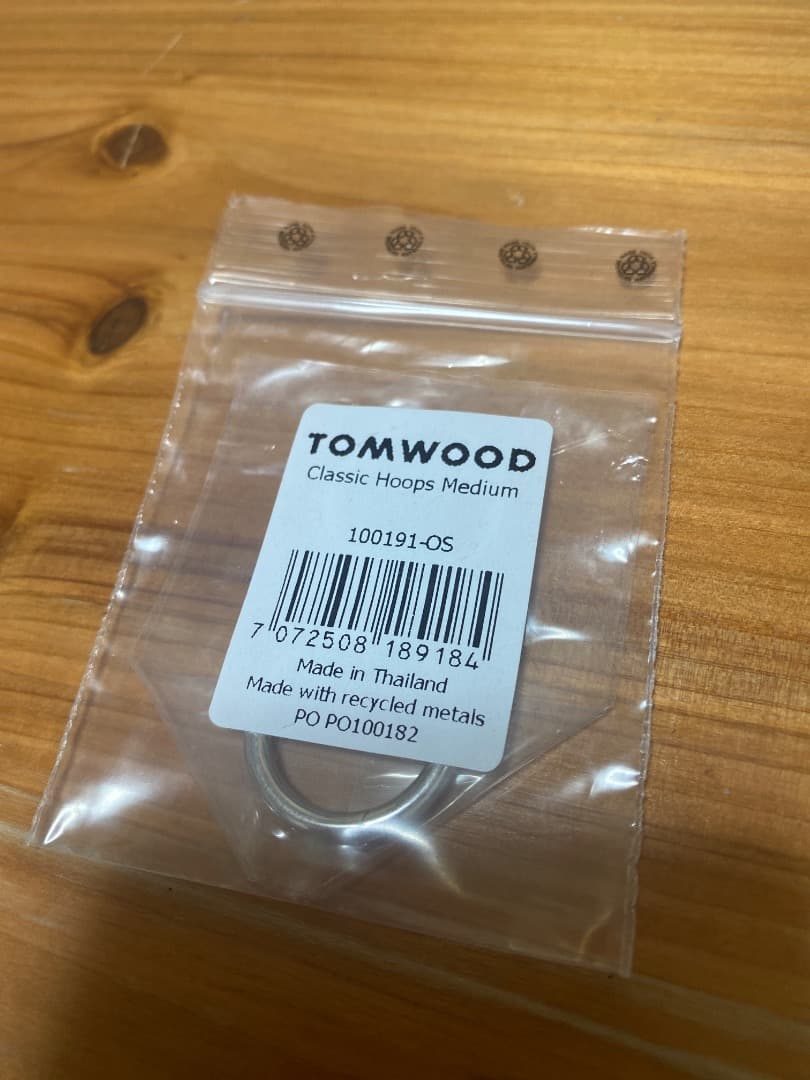 TOMWOOD
Classic Hoops Medium
100191-OS
7 072508 189184
Made in Thailand
Made with recycled metals
PO PO100182